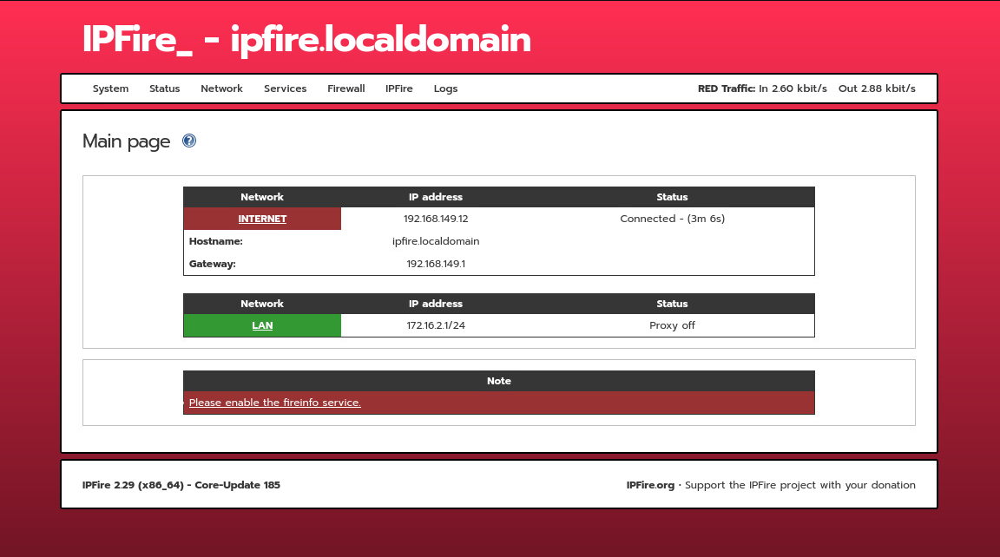 IPFire_ - ipfire.localdomain
System Status Network Services Firewall IPFire Logs RED Traffic: In 2.60 kbit/s Out 2.88 kbit/s
Main page ?
Network IP address Status
INTERNET 192.168.149.12 Connected - (3m 6s)
Hostname: ipfire.localdomain
Gateway: 192.168.149.1
Network IP address Status
LAN 172.16.2.1/24 Proxy off
Note
Please enable the fireinfo service.
IPFire 2.29 (x86_64) - Core-Update 185 IPFire.org • Support the IPFire project with your donation